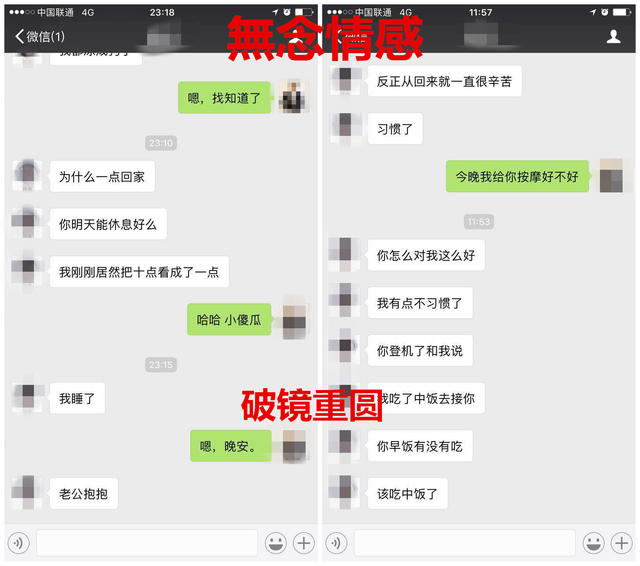 中国联通 4G
23:18
微信(1)
嗯，找知道了
23:10
为什么一点回家
你明天能休息好么
我刚刚居然把十点看成了一点
哈哈 小傻瓜
23:15
我睡了
嗯，晚安。
老公抱抱
中国联通 4G
11:57
反正从回来就一直很辛苦
习惯了
今晚我给你按摩好不好
11:53
你怎么对我这么好
我有点不习惯了
你登机了和我说
我吃了中饭去接你
你早饭有没有吃
该吃中饭了
無念情感
破镜重圆